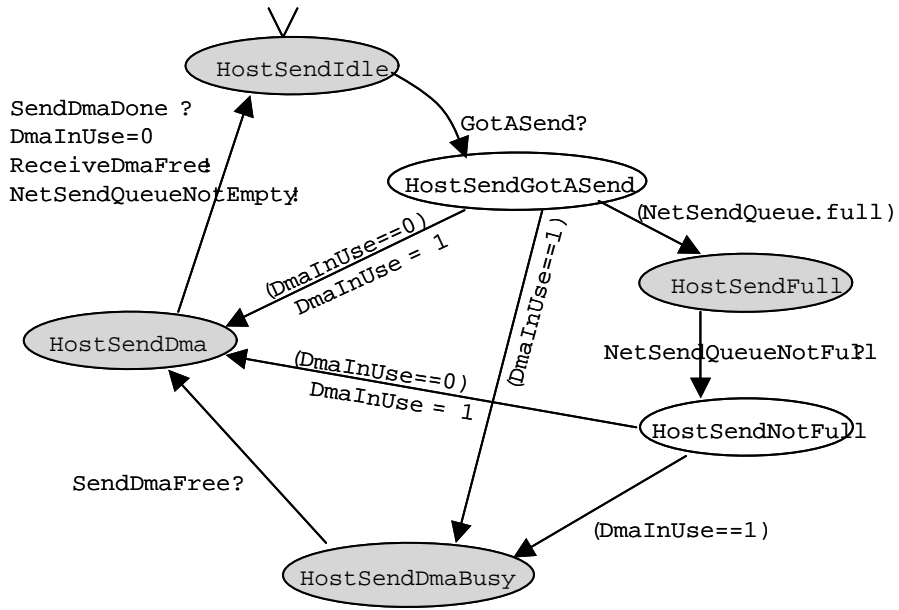 HostSendIdle
SendDmaDone ?
DmaInUse=0
ReceiveDmaFree!
NetSendQueueNotEmpty!
GotASend?
HostSendGotASend
(NetSendQueue.full)
(DmaInUse==0)
DmaInUse = 1
(DmaInUse==1)
HostSendFull
HostSendDma
NetSendQueueNotFull?
(DmaInUse==0)
DmaInUse = 1
HostSendNotFull
SendDmaFree?
(DmaInUse==1)
HostSendDmaBusy